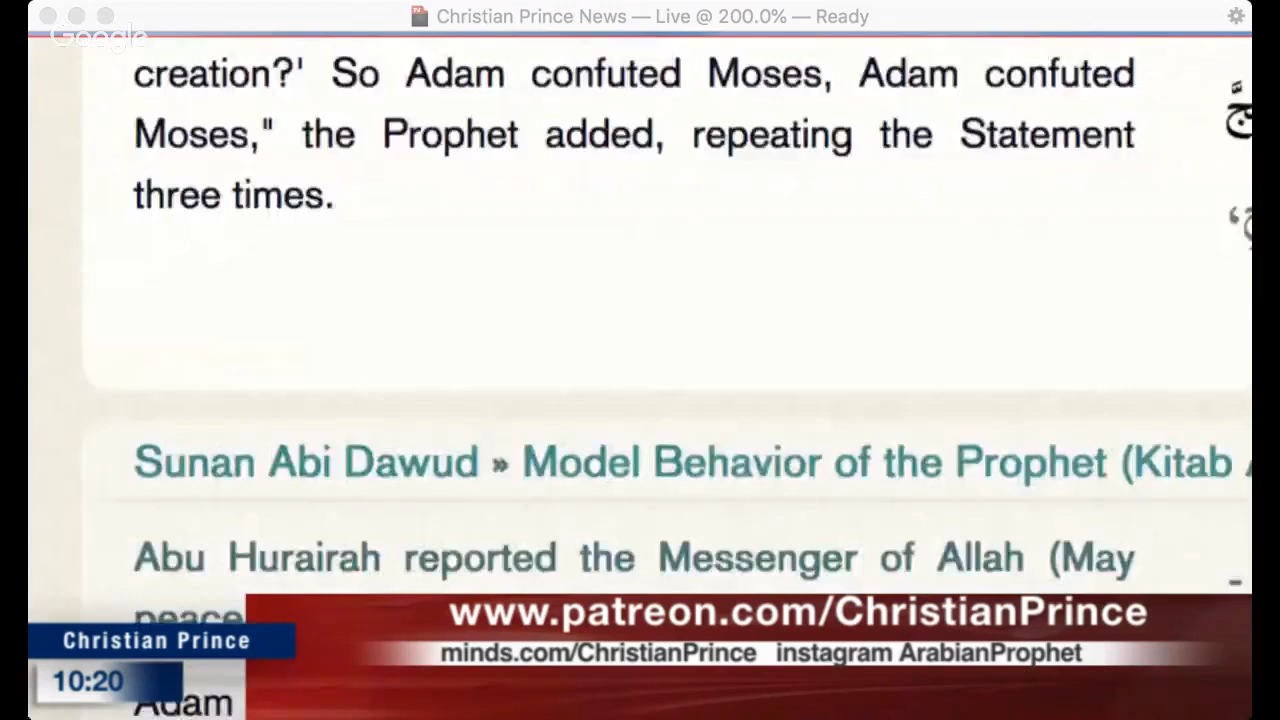 Christian Prince News — Live @ 200.0% — Ready
Google
creation?' So Adam confuted Moses, Adam confuted
Moses," the Prophet added, repeating the Statement
three times.
Sunan Abi Dawud » Model Behavior of the Prophet (Kitab
Abu Hurairah reported the Messenger of Allah (May
peace
Adam
www.patreon.com/ChristianPrince
minds.com/ChristianPrince instagram ArabianProphet
Christian Prince
10:20